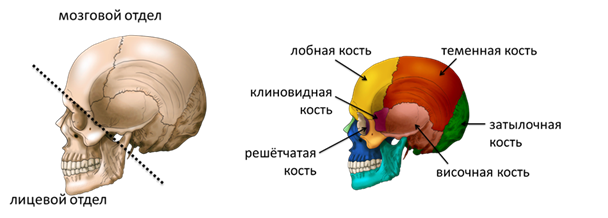 мозговой отдел
лицевой отдел
лобная кость
теменная кость
клиновидная
кость
решётчатая
кость
затылочная
кость
височная кость